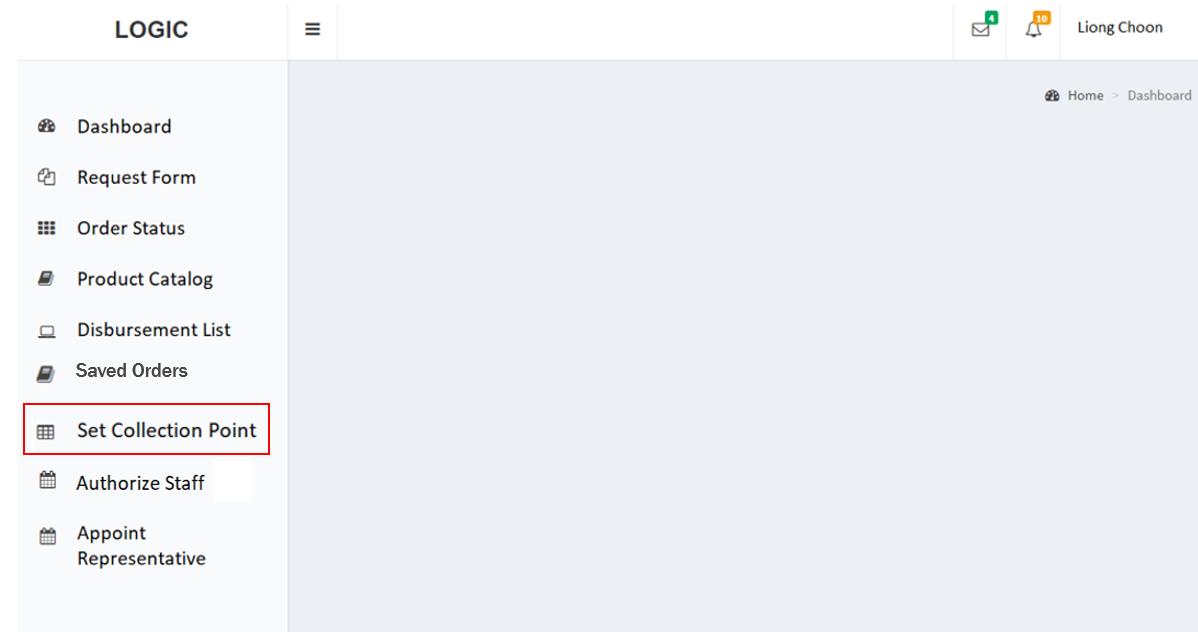 LOGIC
4
10
Liong Choon
Home > Dashboard
Dashboard
Request Form
Order Status
Product Catalog
Disbursement List
Saved Orders
Set Collection Point
Authorize Staff
Appoint
Representative